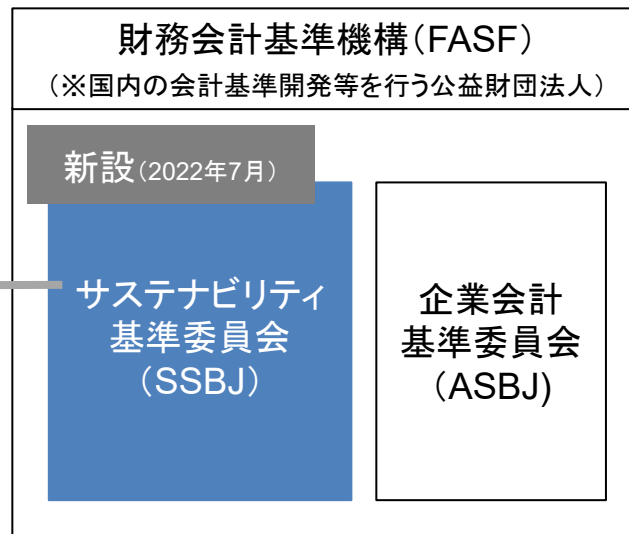 財務会計基準機構（FASF）
（※国内の会計基準開発等を行う公益財団法人）
新設（2022年7月）
サステナビリティ
基準委員会
（SSBJ）
企業会計
基準委員会
（ASBJ)